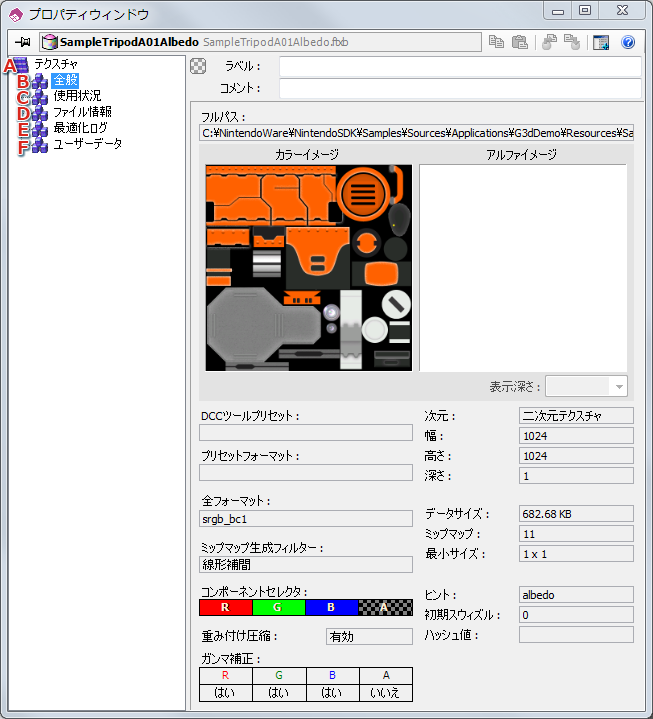 プロパティウィンドウ
SampleTripodA01Albedo SampleTripodA01Albedo.ftxb
A テクスチャ
B 全般
C 使用状況
D ファイル情報
E 最適化ログ
F ユーザーデータ
ラベル :
コメント :
フルパス :
C:¥NintendoWare¥NintendoSDK¥Samples¥Sources¥Applications¥G3dDemo¥Resources¥Sa
カラーイメージ アルファイメージ
表示深さ :
DCCツールプリセット :
プリセットフォーマット :
全フォーマット :
srgb_bc1
ミップマップ生成フィルター :
線形補間
コンポーネントセレクタ :
R G B A
重み付け圧縮 : 有効
ガンマ補正 :
R G B A
はい はい はい いいえ
次元 : 二次元テクスチャ
幅 : 1024
高さ : 1024
深さ : 1
データサイズ : 682.68 KB
ミップマップ : 11
最小サイズ : 1 x 1
ヒント : albedo
初期スウィズル : 0
ハッシュ値 :